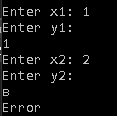 Enter x1: 1
Enter y1:
1
Enter x2: 2
Enter y2:
в
Error